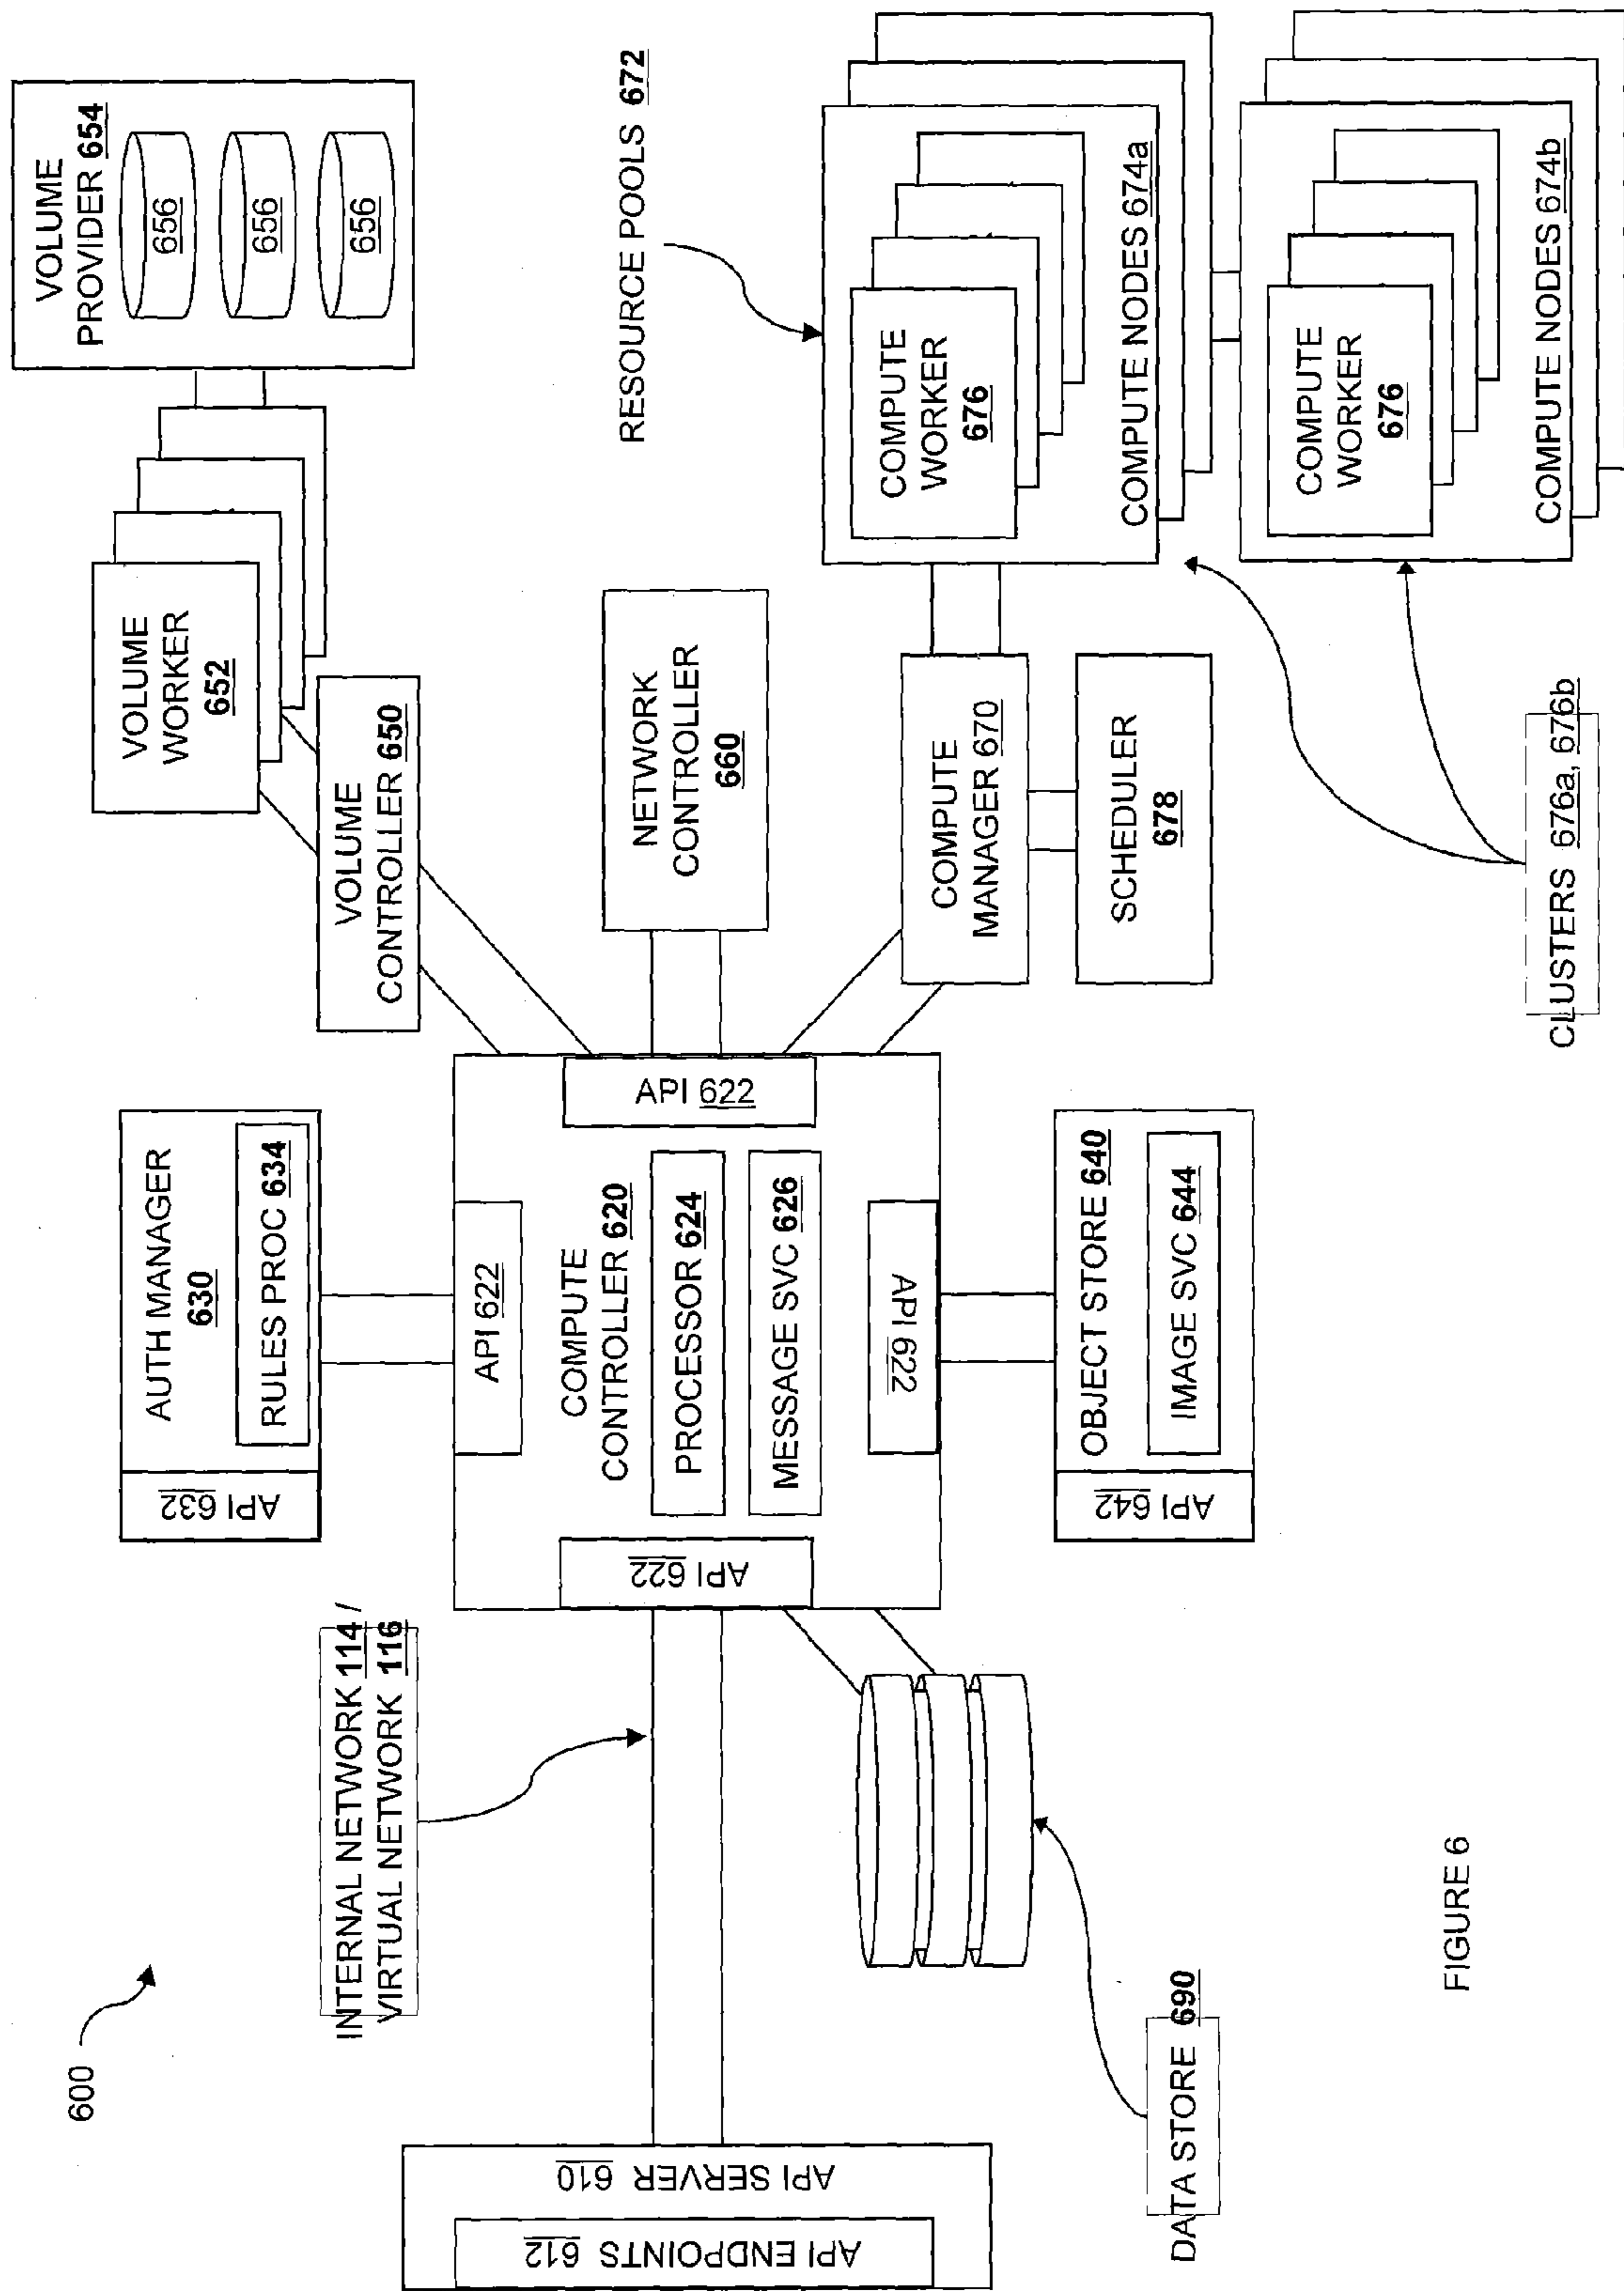 600
INTERNAL NETWORK 114 /
VIRTUAL NETWORK 116
API SERVER 610
API ENDPOINTS 612
DATA STORE 690
AUTH MANAGER
630
RULES PROC 634
API 632
API 622
API 622
COMPUTE
CONTROLLER 620
PROCESSOR 624
MESSAGE SVC 626
API 622
API 622
OBJECT STORE 640
IMAGE SVC 644
API 642
VOLUME
CONTROLLER 650
VOLUME
WORKER
652
VOLUME
PROVIDER 654
656
656
656
NETWORK
CONTROLLER
660
COMPUTE
MANAGER 670
SCHEDULER
678
RESOURCE POOLS 672
COMPUTE
WORKER
676
COMPUTE NODES 674a
COMPUTE
WORKER
676
COMPUTE NODES 674b
CLUSTERS 676a, 676b
FIGURE 6